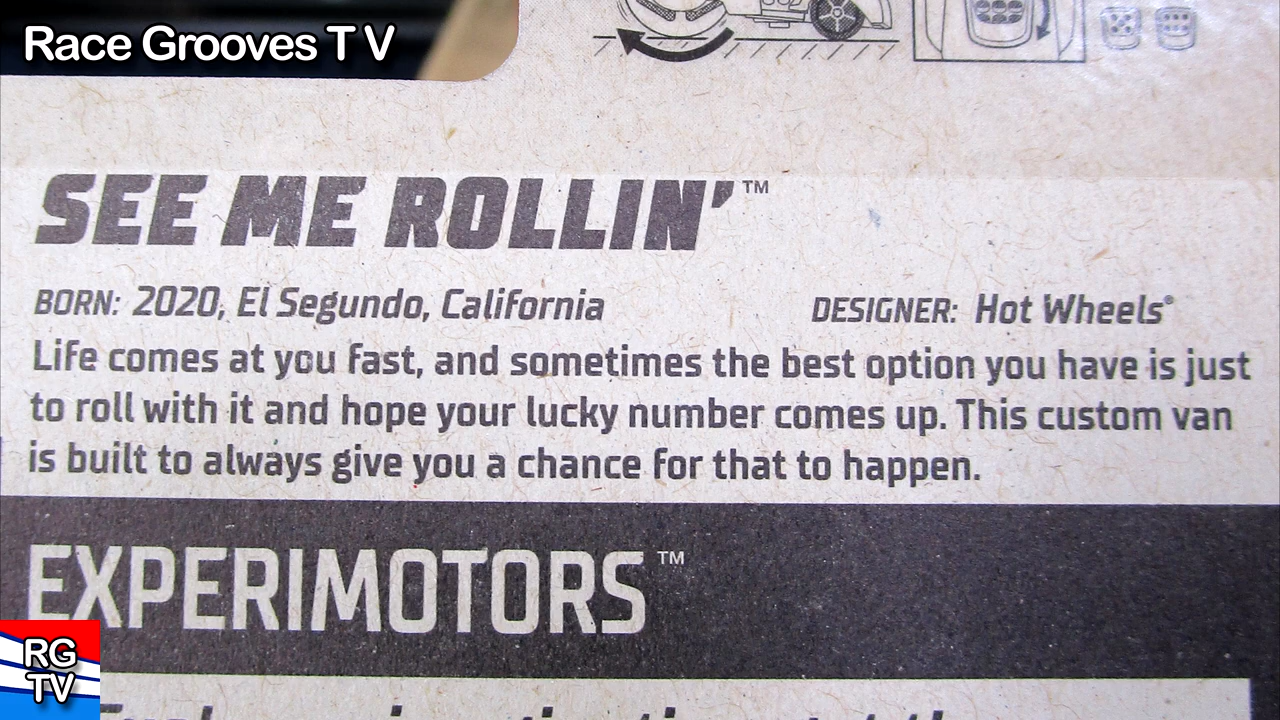 Race Grooves T V
SEE ME ROLLIN'™
BORN: 2020, El Segundo, California DESIGNER: Hot Wheels®
Life comes at you fast, and sometimes the best option you have is just
to roll with it and hope your lucky number comes up. This custom van
is built to always give you a chance for that to happen.
EXPERIMOTORS™
RG
TV